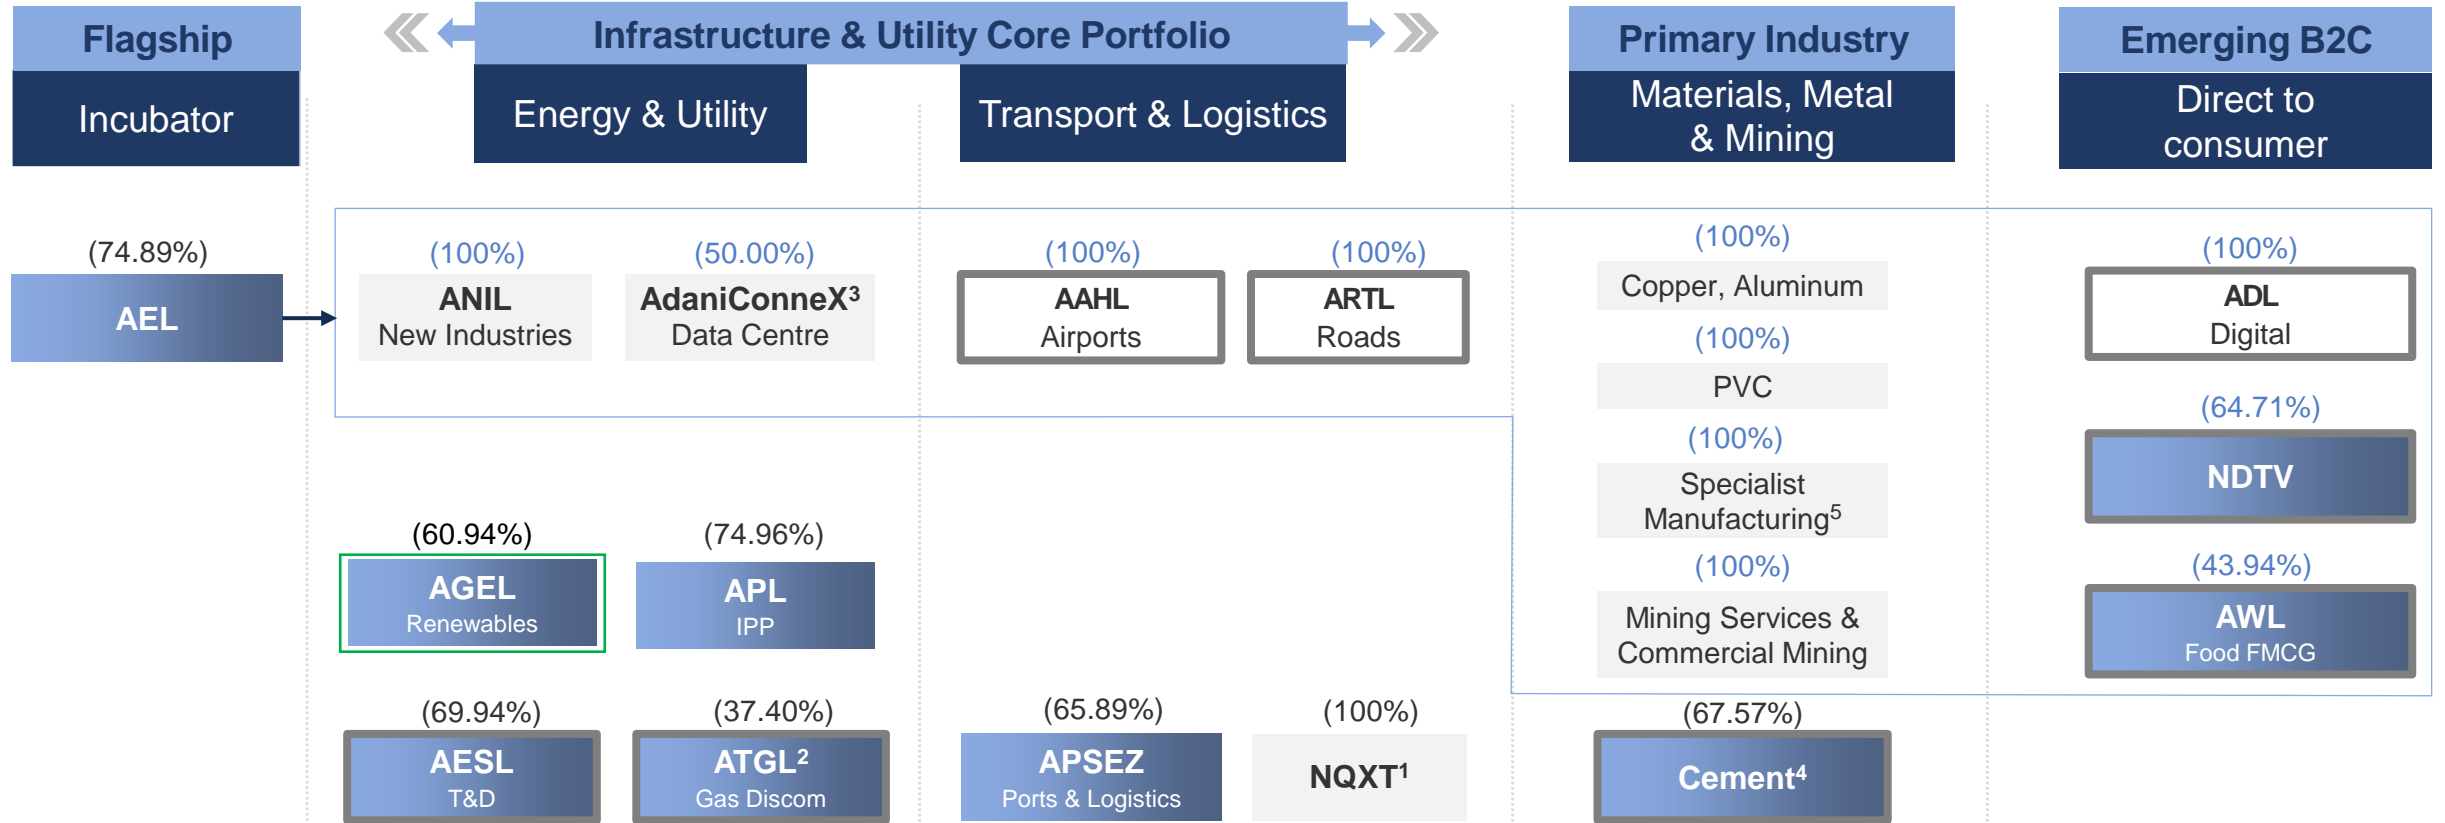 Flagship
Incubator
Infrastructure & Utility Core Portfolio
Energy & Utility
Transport & Logistics
Primary Industry
Materials, Metal
& Mining
Emerging B2C
Direct to
consumer
(74.89%)
AEL
(100%)
ANIL
New Industries
(50.00%)
AdaniConneX³
Data Centre
(100%)
AAHL
Airports
(100%)
ARTL
Roads
(100%)
Copper, Aluminum
(100%)
PVC
(100%)
Specialist
Manufacturing⁵
(100%)
Mining Services &
Commercial Mining
(100%)
ADL
Digital
(64.71%)
NDTV
(43.94%)
AWL
Food FMCG
(60.94%)
AGEL
Renewables
(74.96%)
APL
IPP
(69.94%)
AESL
T&D
(37.40%)
ATGL²
Gas Discom
(65.89%)
APSEZ
Ports & Logistics
(100%)
NQXT¹
(67.57%)
Cement⁴